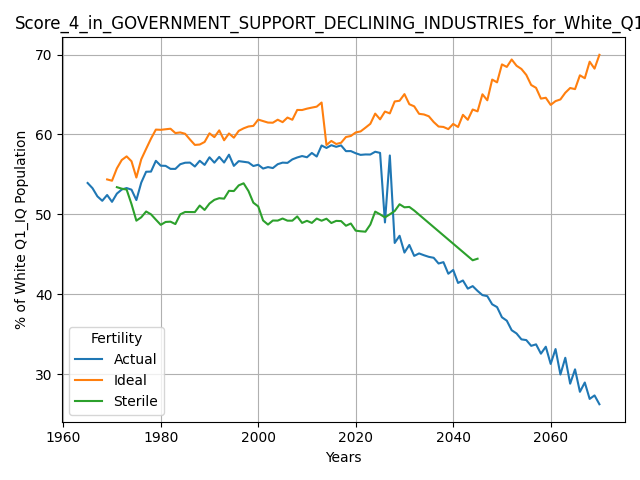 Score_4_in_GOVERNMENT_SUPPORT_DECLINING_INDUSTRIES_for_White_Q1
70
60
50
40
30
% of White Q1_IQ Population
Fertility
Actual
Ideal
Sterile
1960 1980 2000 2020 2040 2060
Years